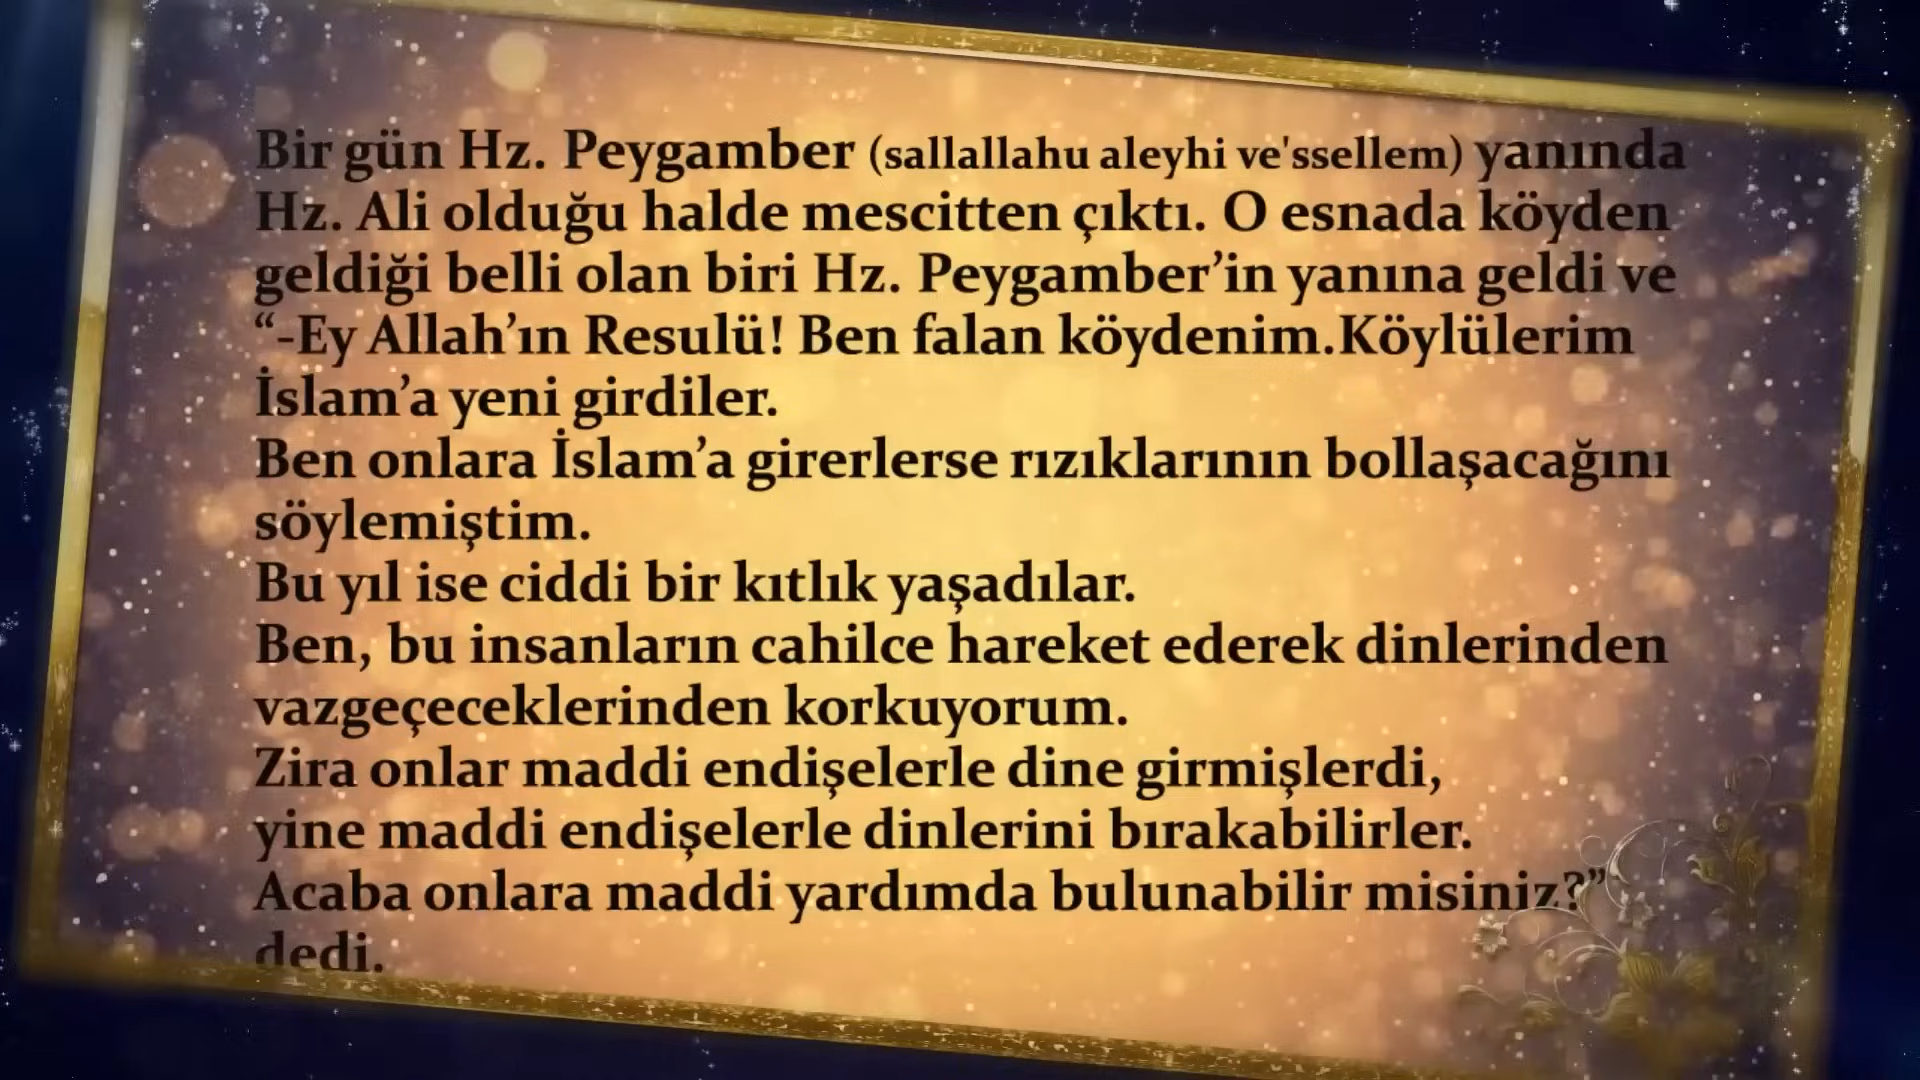 Bir gün Hz. Peygamber (sallallahu aleyhi ve'ssellem) yanında
Hz. Ali olduğu halde mescitten çıktı. O esnada köyden
geldiği belli olan biri Hz. Peygamber’in yanına geldi ve
“-Ey Allah’ın Resulü! Ben falan köydenim.Köylülerim
İslam’a yeni girdiler.
Ben onlara İslam’a girerlerse rızıklarının bollaşacağını
söylemiştim.
Bu yıl ise ciddi bir kıtlık yaşadılar.
Ben, bu insanların cahilce hareket ederek dinlerinden
vazgeçeceklerinden korkuyorum.
Zira onlar maddi endişelerle dine girmişlerdi,
yine maddi endişelerle dinlerini bırakabilirler.
Acaba onlara maddi yardımda bulunabilir misiniz?”
dedi.